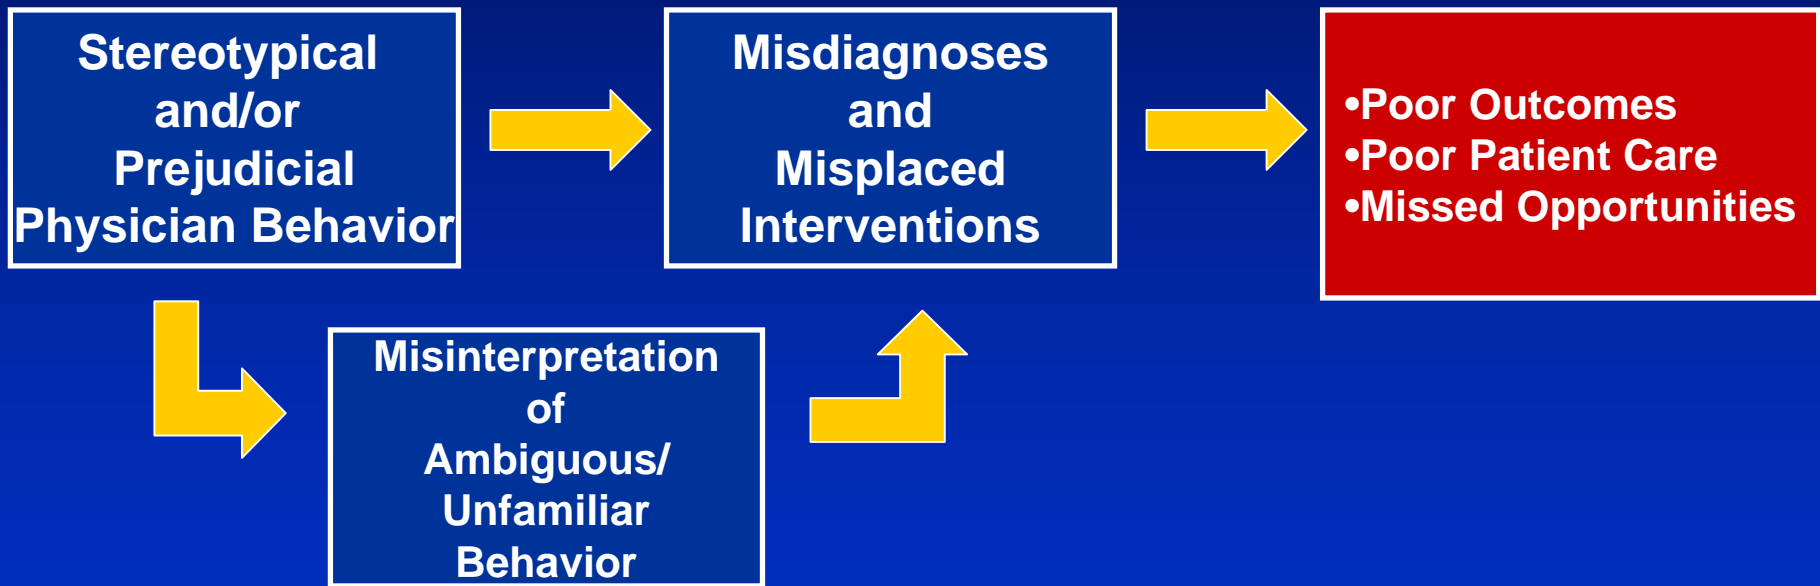 Stereotypical
and/or
Prejudicial
Physician Behavior
Misdiagnoses
and
Misplaced
Interventions
•Poor Outcomes
•Poor Patient Care
•Missed Opportunities
Misinterpretation
of
Ambiguous/
Unfamiliar
Behavior